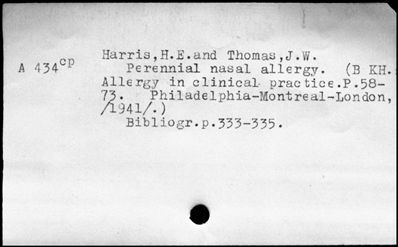 Harris,H.E.and Thomas,J.W.
A 434cp Perennial nasal allergy. (В КН.
Allergy in clinical practice.P.58-
73. Philadelphia-Montreal-London,
/1941/.)
Bibliogr.p.333-335.